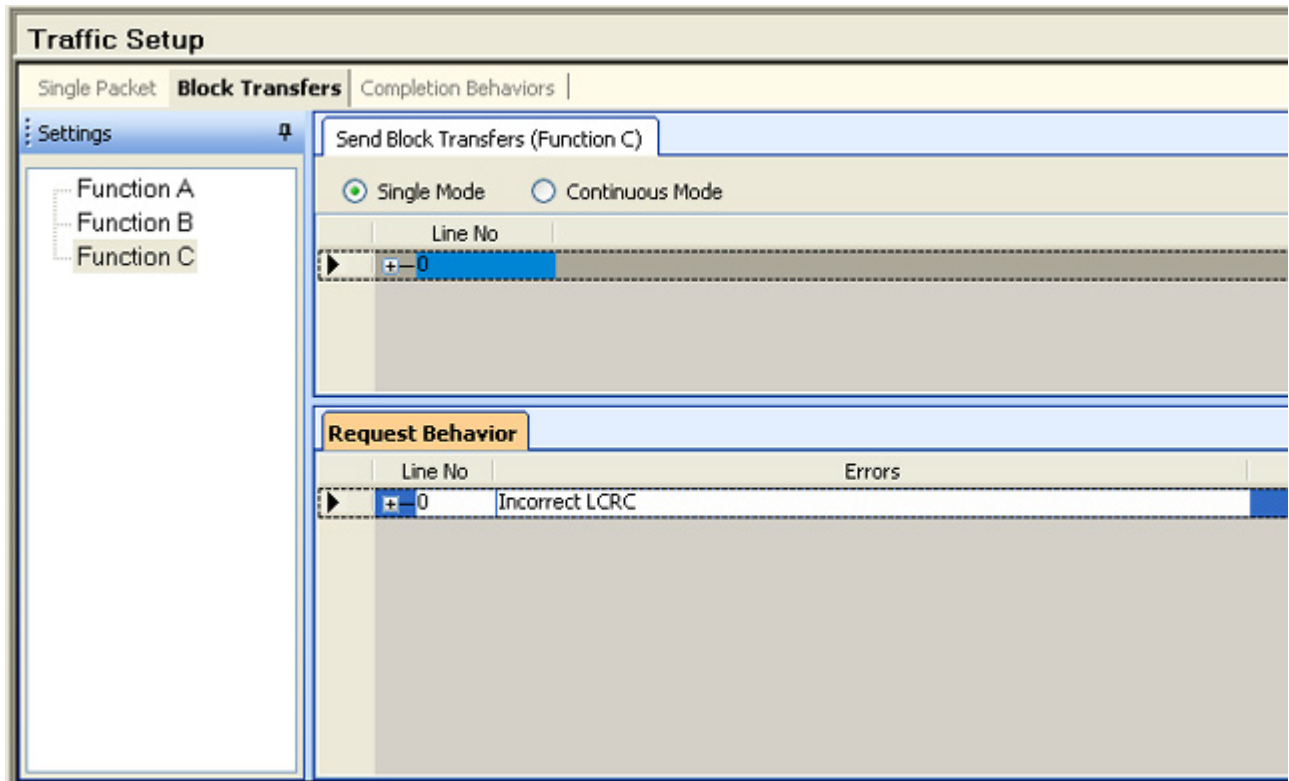 Traffic Setup
Single Packet Block Transfers Completion Behaviors
Settings
Function A
Function B
Function C
Send Block Transfers (Function C)
Single Mode Continuous Mode
Line No
0
Request Behavior
Line No Errors
0 Incorrect LCRC